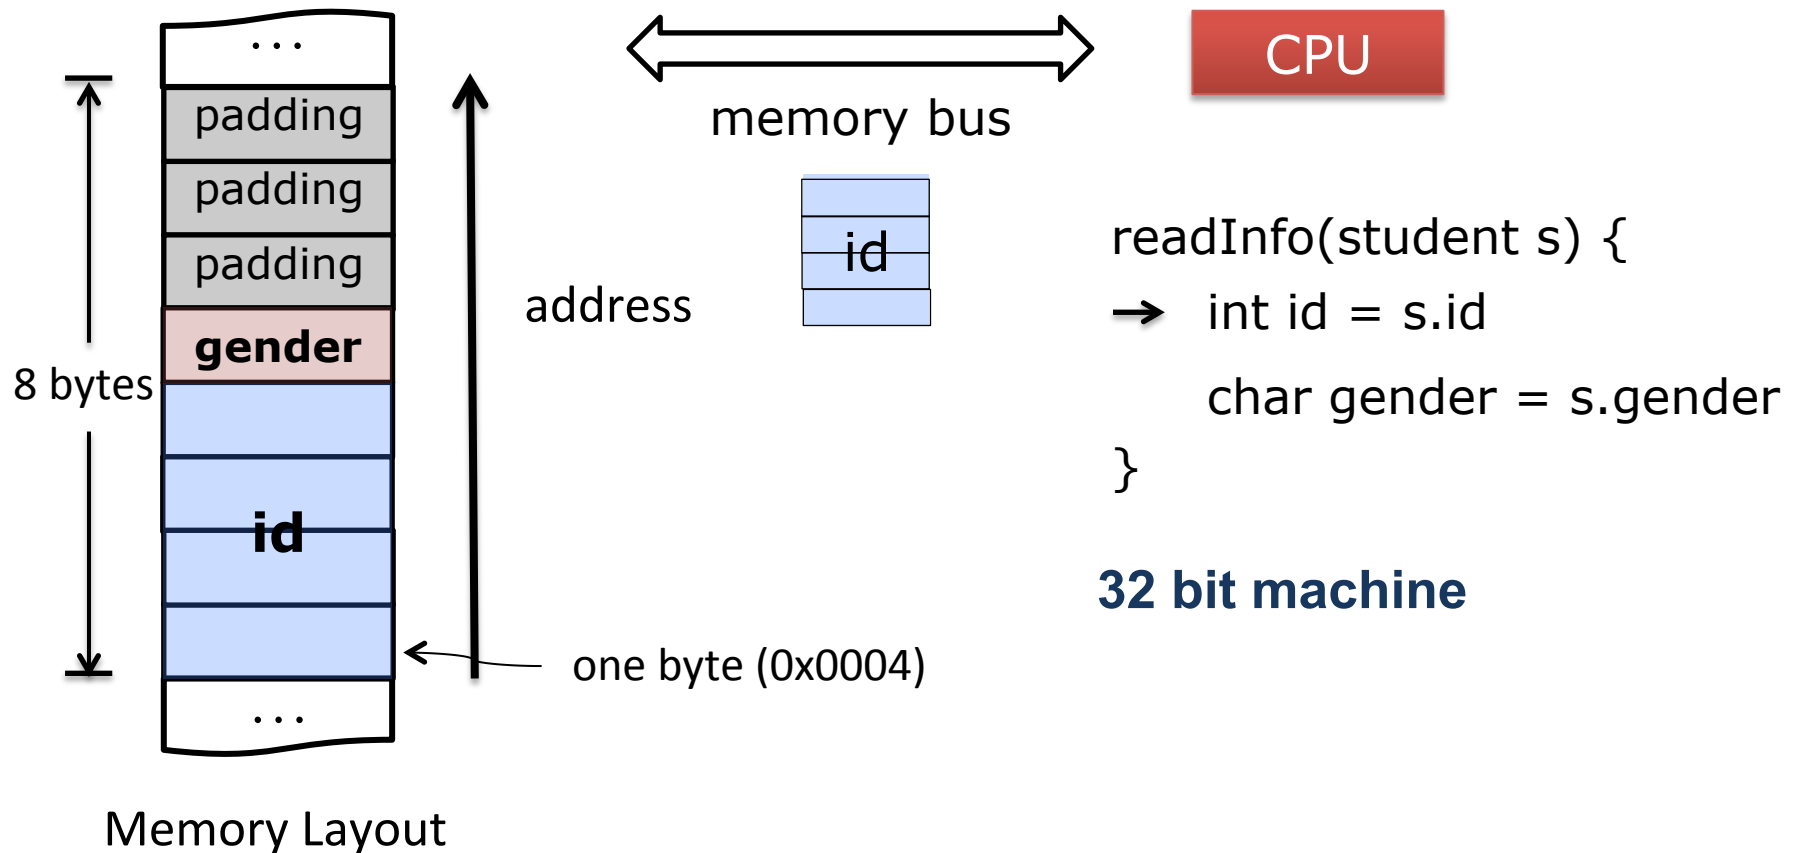 ...
padding
padding
padding
gender
id
...
8 bytes
address
one byte (0x0004)
Memory Layout
memory bus
id
CPU
readInfo(student s) {
int id = s.id
char gender = s.gender
}
32 bit machine